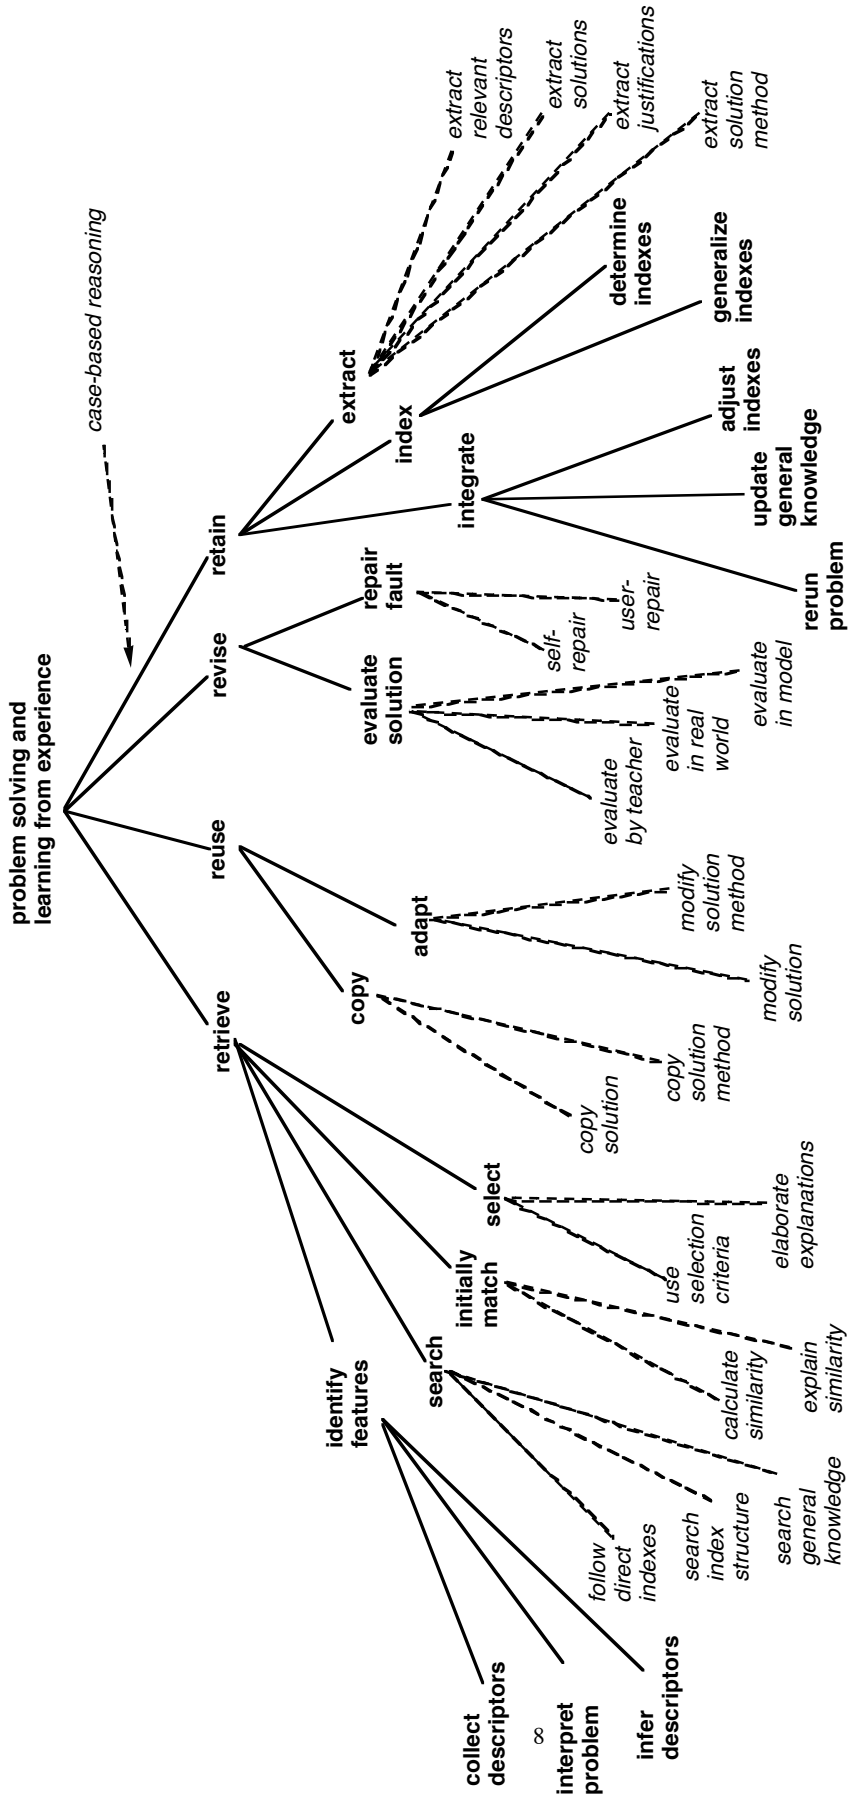 problem solving and
learning from experience
case-based reasoning
retrieve
reuse
revise
retain
identify
features
search
initially
match
select
copy
adapt
evaluate
solution
repair
fault
integrate
index
extract
collect
descriptors
interpret
problem
infer
descriptors
follow
direct
indexes
search
index
structure
search
general
knowledge
calculate
similarity
explain
similarity
use
selection
criteria
elaborate
explanations
copy
solution
copy
solution
method
modify
solution
modify
solution
method
evaluate
by teacher
evaluate
in real
world
evaluate
in model
self-
repair
user-
repair
rerun
problem
update
general
knowledge
adjust
indexes
generalize
indexes
determine
indexes
extract
relevant
descriptors
extract
solutions
extract
justifications
extract
solution
method
8